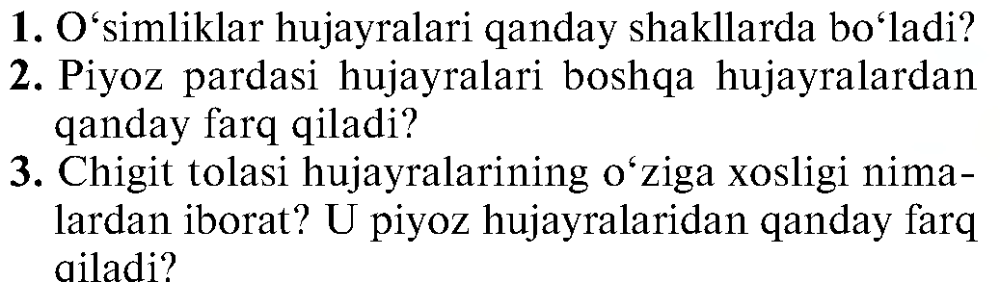 1. O‘simliklar hujayralari qanday shakllarda bo‘ladi?
2. Piyoz pardasi hujayralari boshqa hujayralardan
qanday farq qiladi?
3. Chigit tolasi hujayralarining o‘ziga xosligi nima-
lardan iborat? U piyoz hujayralaridan qanday farq
qiladi?